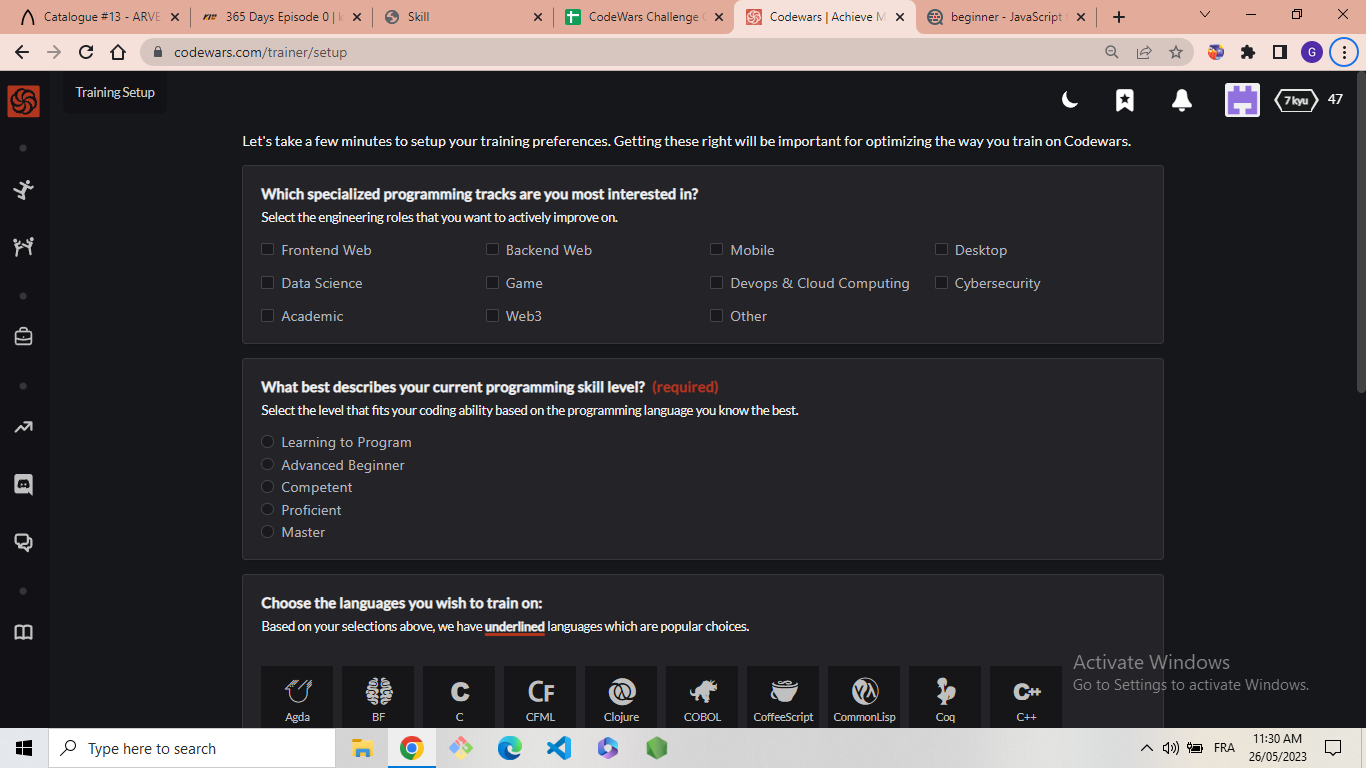 Catalogue #13 - ARVE
365 Days Episode 0 | k
Skill
CodeWars Challenge C
Codewars | Achieve M
beginner - JavaScript
codewars.com/trainer/setup
G
Training Setup
7 kyu
47
Let's take a few minutes to setup your training preferences. Getting these right will be important for optimizing the way you train on Codewars.
Which specialized programming tracks are you most interested in?
Select the engineering roles that you want to actively improve on.
Frontend Web
Backend Web
Mobile
Desktop
Data Science
Game
Devops & Cloud Computing
Cybersecurity
Academic
Web3
Other
What best describes your current programming skill level? (required)
Select the level that fits your coding ability based on the programming language you know the best.
Learning to Program
Advanced Beginner
Competent
Proficient
Master
Choose the languages you wish to train on:
Based on your selections above, we have underlined languages which are popular choices.
C
CF
C++
Agda
BF
C
CFML
Clojure
COBOL
CoffeeScript
CommonLisp
Coq
C++
Activate Windows
Go to Settings to activate Windows.
Type here to search
FRA
11:30 AM
26/05/2023